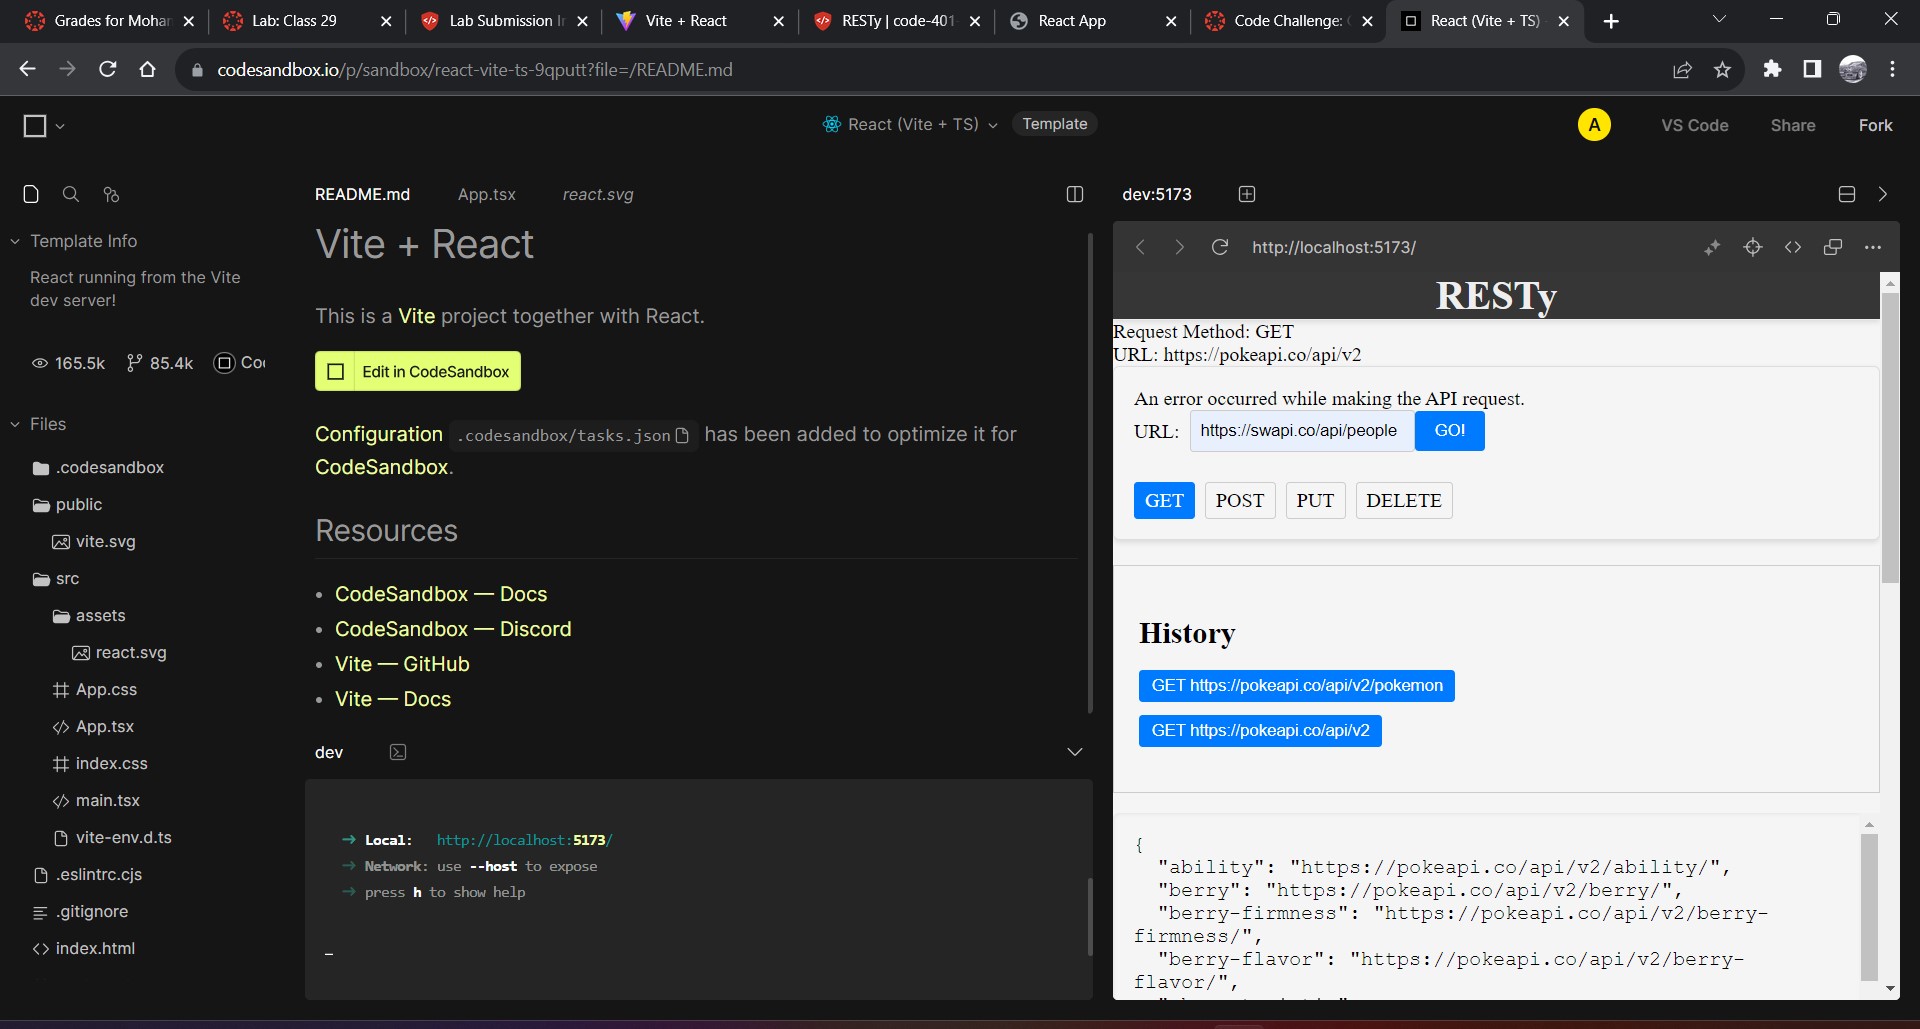 Grades for Mohan
Lab: Class 29
Lab Submission In
Vite + React
RESTy | code-401
React App
Code Challenge: C
React (Vite + TS)
codesandbox.io/p/sandbox/react-vite-ts-9qputt?file=/README.md
React (Vite + TS)
Template
A
VS Code
Share
Fork
README.md
App.tsx
react.svg
dev:5173
Template Info
React running from the Vite
dev server!
165.5k
85.4k
Co
Files
.codesandbox
public
vite.svg
src
assets
react.svg
App.css
App.tsx
index.css
main.tsx
vite-env.d.ts
.eslintrc.cjs
.gitignore
index.html
Vite + React
This is a Vite project together with React.
Edit in CodeSandbox
Configuration .codesandbox/tasks.json has been added to optimize it for
CodeSandbox.
Resources
CodeSandbox — Docs
CodeSandbox — Discord
Vite — GitHub
Vite — Docs
dev
→ Local: http://localhost:5173/
→ Network: use --host to expose
→ press h to show help
http://localhost:5173/
RESTy
Request Method: GET
URL: https://pokeapi.co/api/v2
An error occurred while making the API request.
URL: https://swapi.co/api/people GO!
GET POST PUT DELETE
History
GET https://pokeapi.co/api/v2/pokemon
GET https://pokeapi.co/api/v2
{
"ability": "https://pokeapi.co/api/v2/ability/",
"berry": "https://pokeapi.co/api/v2/berry/",
"berry-firmness": "https://pokeapi.co/api/v2/berry-
firmness/",
"berry-flavor": "https://pokeapi.co/api/v2/berry-
flavor/",